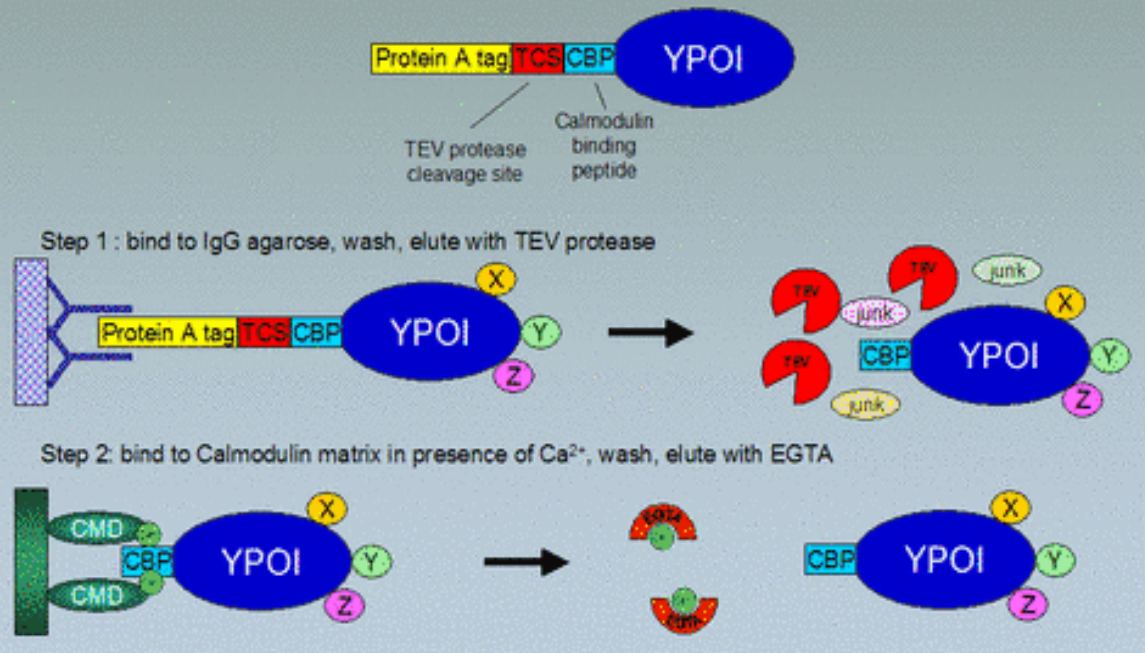 Protein A tag TCS CBP YPOI
TEV protease
cleavage site
Calmodulin
binding
peptide
Step 1 : bind to IgG agarose, wash, elute with TEV protease
Protein A tag TCS CBP YPOI X Y Z
TEV TEV TEV junk junk junk
CBP YPOI X Y Z
Step 2: bind to Calmodulin matrix in presence of Ca²⁺, wash, elute with EGTA
CMD
CMD
CBP YPOI X Y Z
EGTA
EGTA
CBP YPOI X Y Z